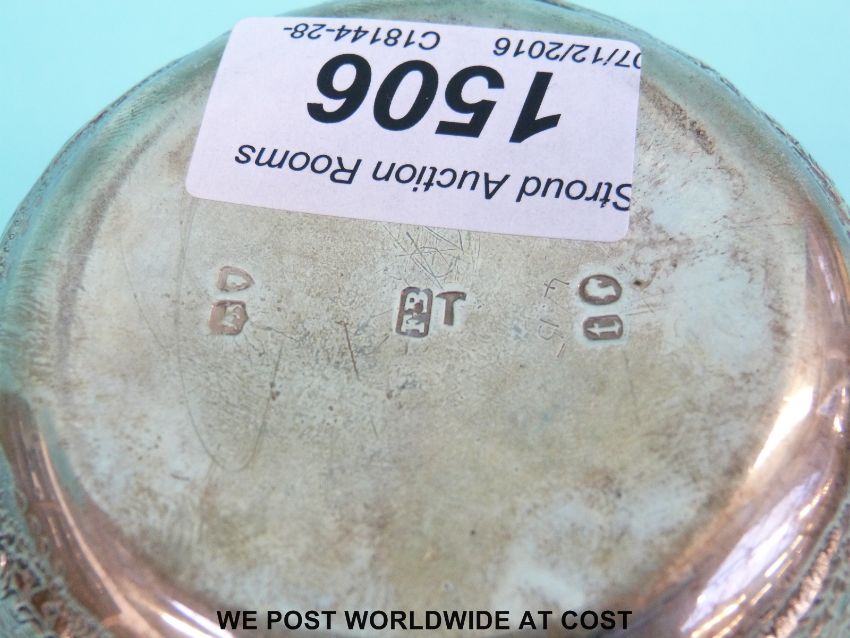 Stroud Auction Rooms
1506
07/12/2016 C18144-28-
T
t
WE POST WORLDWIDE AT COST